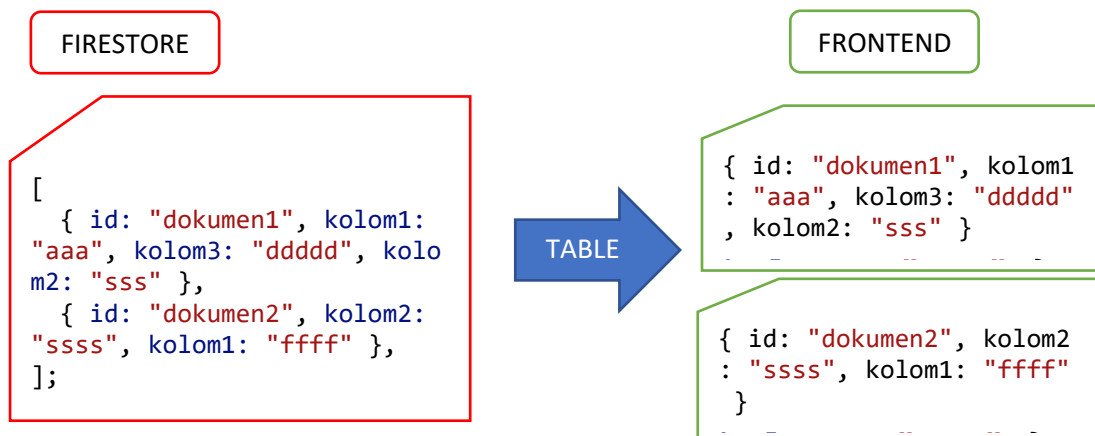 FIRESTORE
[
  { id: "dokumen1", kolom1:
"aaa", kolom3: "ddddd", kolo
m2: "sss" },
  { id: "dokumen2", kolom2:
"ssss", kolom1: "ffff" },
];
TABLE
FRONTEND
{ id: "dokumen1", kolom1
: "aaa", kolom3: "ddddd"
, kolom2: "sss" }
{ id: "dokumen2", kolom2
: "ssss", kolom1: "ffff"
 }